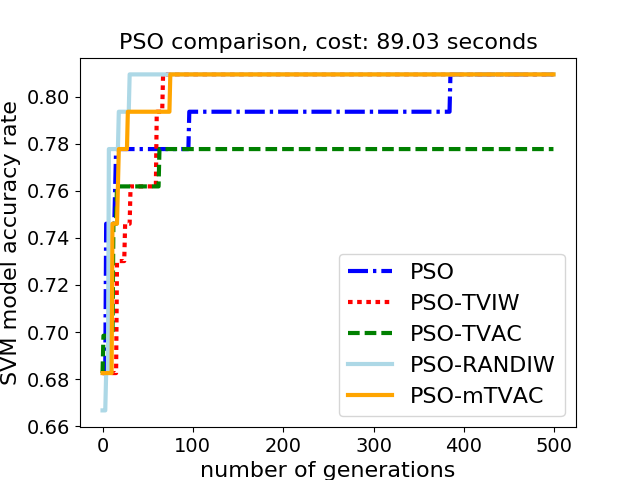 PSO comparison, cost: 89.03 seconds
SVM model accuracy rate
0.80
0.78
0.76
0.74
0.72
0.70
0.68
0.66
PSO
PSO-TVIW
PSO-TVAC
PSO-RANDIW
PSO-mTVAC
0 100 200 300 400 500
number of generations